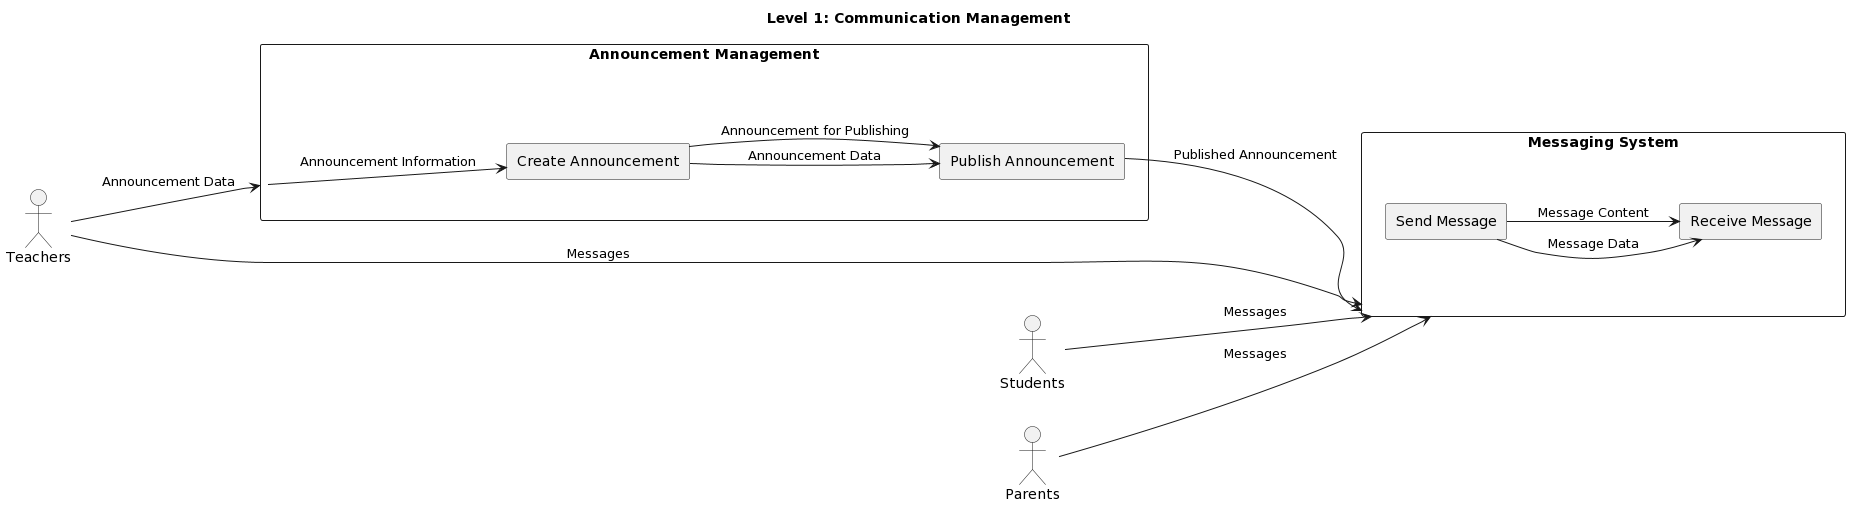 Level 1: Communication Management
Announcement Management
Announcement for Publishing
Announcement Information
Create Announcement
Announcement Data
Publish Announcement
Published Announcement
Messaging System
Announcement Data
Send Message
Message Content
Receive Message
Message Data
Teachers
Messages
Messages
Students
Messages
Parents